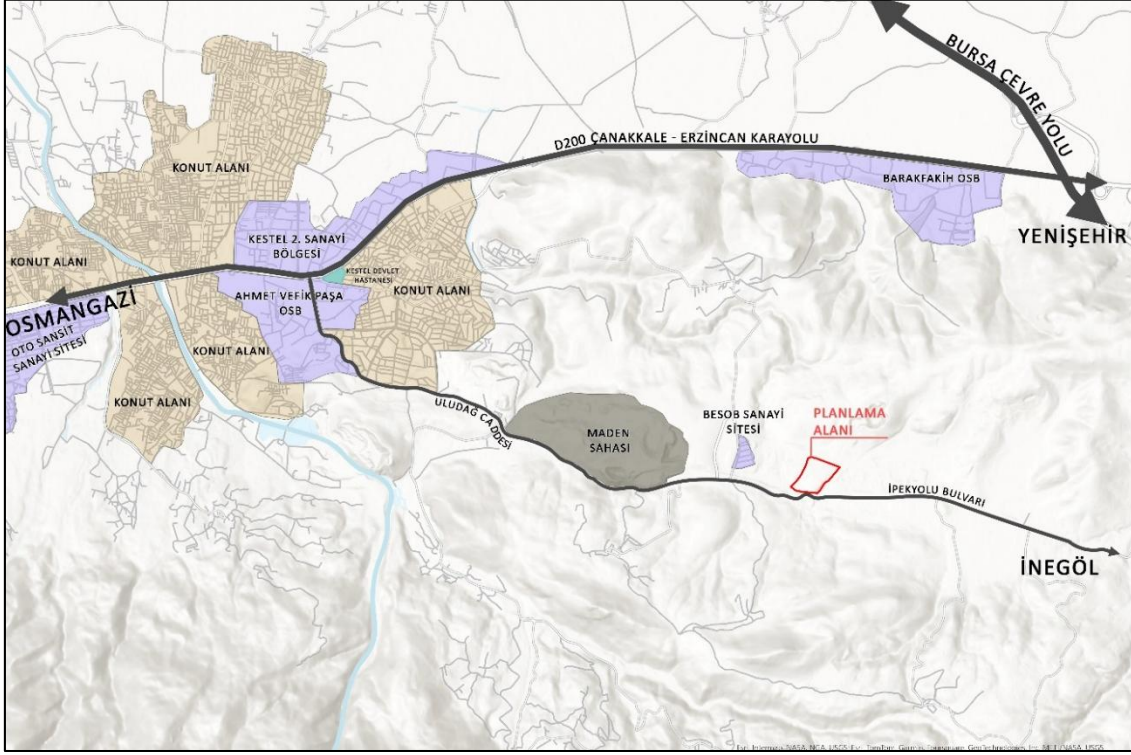 BURSA ÇEVRE YOLU
D200 ÇANAKKALE - ERZİNCAN KARAYOLU
KONUT ALANI
BARAKFAKİH OSB
YENİŞEHİR
KESTEL 2. SANAYİ
BÖLGESİ
KONUT ALANI
KESTEL DEVLET
HASTANESİ
KONUT ALANI
AHMET VEFİK PAŞA
OSB
OSMANGAZİ
OTO SANSİT
SANAYİ SİTESİ
KONUT ALANI
KONUT ALANI
ULUDAĞ CADDESİ
MADEN
SAHASI
BESOB SANAYİ
SİTESİ
PLANLAMA
ALANI
İPEKYOLU BULVARI
İNEGÖL